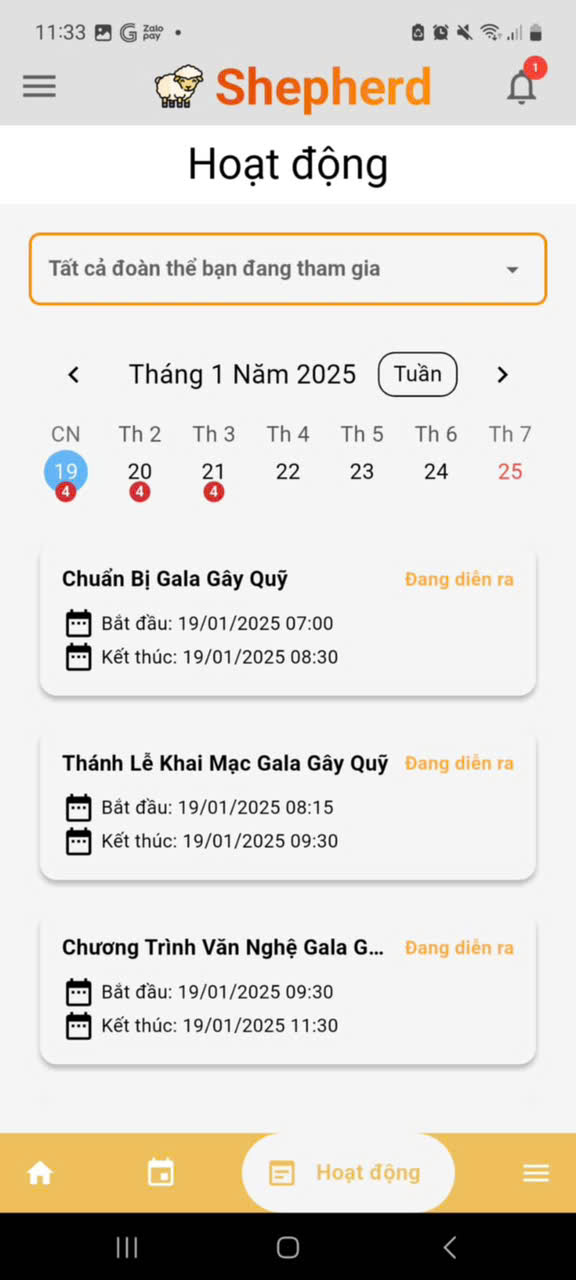 11:33 Zalo pay
Shepherd
1
Hoạt động
Tất cả đoàn thể bạn đang tham gia
Tháng 1 Năm 2025 Tuần
CN Th 2 Th 3 Th 4 Th 5 Th 6 Th 7
19 20 21 22 23 24 25
4 4 4
Chuẩn Bị Gala Gây Quỹ Đang diễn ra
Bắt đầu: 19/01/2025 07:00
Kết thúc: 19/01/2025 08:30
Thánh Lễ Khai Mạc Gala Gây Quỹ Đang diễn ra
Bắt đầu: 19/01/2025 08:15
Kết thúc: 19/01/2025 09:30
Chương Trình Văn Nghệ Gala G... Đang diễn ra
Bắt đầu: 19/01/2025 09:30
Kết thúc: 19/01/2025 11:30
Hoạt động